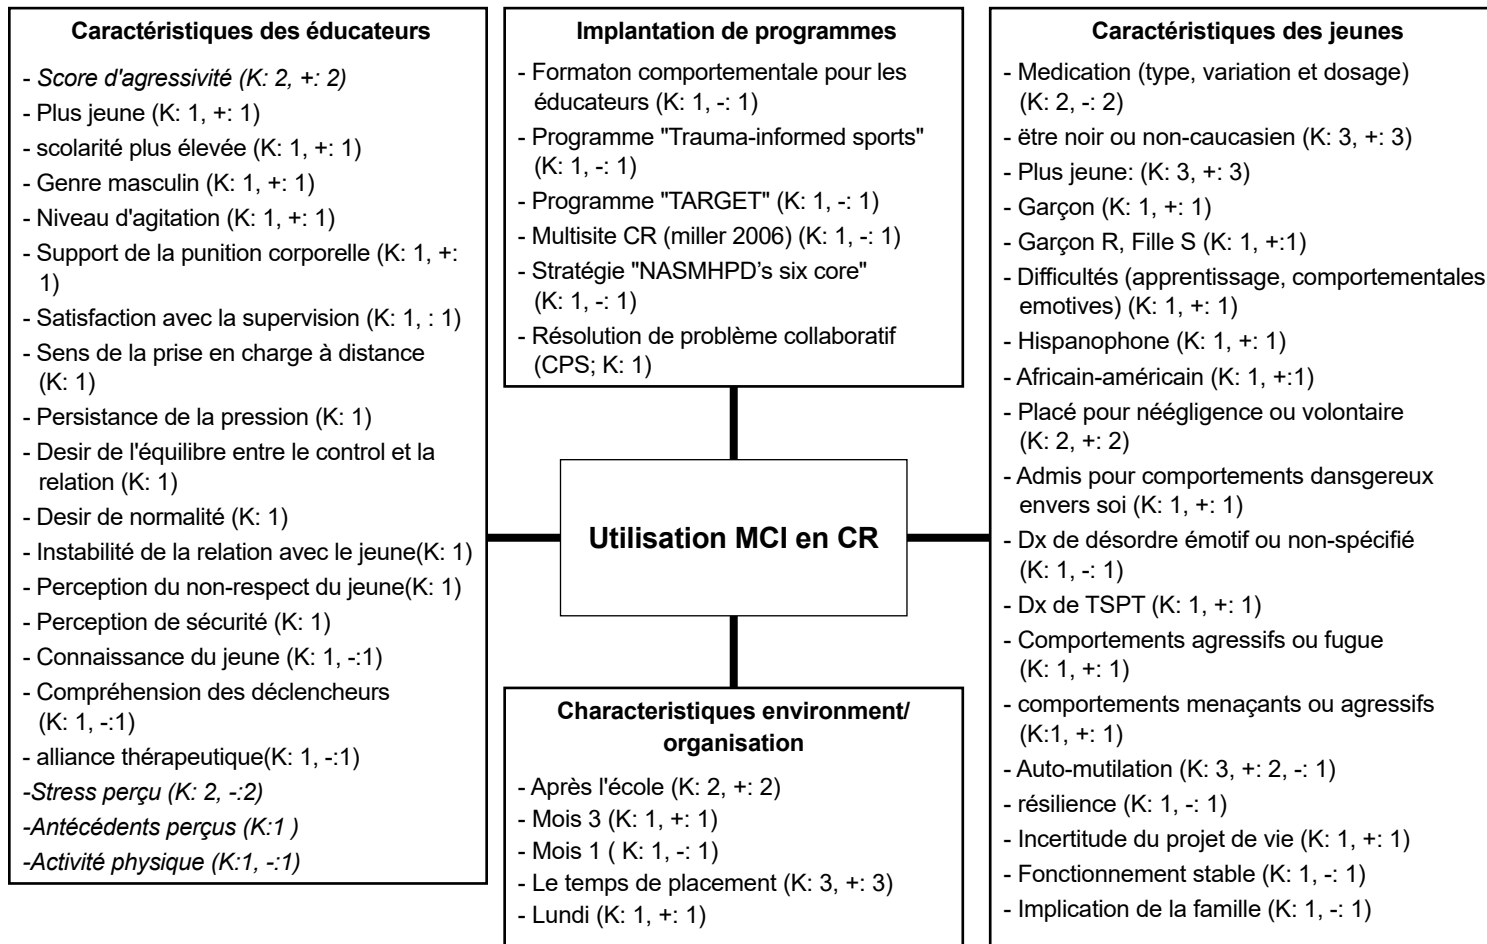 Caractéristiques des éducateurs
- Score d'agressivité (K: 2, +: 2)
- Plus jeune (K: 1, +: 1)
- scolarité plus élevée (K: 1, +: 1)
- Genre masculin (K: 1, +: 1)
- Niveau d'agitation (K: 1, +: 1)
- Support de la punition corporelle (K: 1, +:
1)
- Satisfaction avec la supervision (K: 1, : 1)
- Sens de la prise en charge à distance
(K: 1)
- Persistance de la pression (K: 1)
- Desir de l'équilibre entre le control et la
relation (K: 1)
- Desir de normalité (K: 1)
- Instabilité de la relation avec le jeune(K: 1)
- Perception du non-respect du jeune(K: 1)
- Perception de sécurité (K: 1)
- Connaissance du jeune (K: 1, -:1)
- Compréhension des déclencheurs
(K: 1, -:1)
- alliance thérapeutique(K: 1, -:1)
-Stress perçu (K: 2, -:2)
-Antécédents perçus (K:1 )
-Activité physique (K:1, -:1)
Implantation de programmes
- Formaton comportementale pour les
éducateurs (K: 1, -: 1)
- Programme "Trauma-informed sports"
(K: 1, -: 1)
- Programme "TARGET" (K: 1, -: 1)
- Multisite CR (miller 2006) (K: 1, -: 1)
- Stratégie "NASMHPD's six core"
(K: 1, -: 1)
- Résolution de problème collaboratif
(CPS; K: 1)
Utilisation MCI en CR
Characteristiques environment/
organisation
- Après l'école (K: 2, +: 2)
- Mois 3 (K: 1, +: 1)
- Mois 1 ( K: 1, -: 1)
- Le temps de placement (K: 3, +: 3)
- Lundi (K: 1, +: 1)
Caractéristiques des jeunes
- Medication (type, variation et dosage)
(K: 2, -: 2)
- ëtre noir ou non-caucasien (K: 3, +: 3)
- Plus jeune: (K: 3, +: 3)
- Garçon (K: 1, +: 1)
- Garçon R, Fille S (K: 1, +:1)
- Difficultés (apprentissage, comportementales
emotives) (K: 1, +: 1)
- Hispanophone (K: 1, +: 1)
- Africain-américain (K: 1, +:1)
- Placé pour néégligence ou volontaire
(K: 2, +: 2)
- Admis pour comportements dansgereux
envers soi (K: 1, +: 1)
- Dx de désordre émotif ou non-spécifié
(K: 1, -: 1)
- Dx de TSPT (K: 1, +: 1)
- Comportements agressifs ou fugue
(K: 1, +: 1)
- comportements menaçants ou agressifs
(K:1, +: 1)
- Auto-mutilation (K: 3, +: 2, -: 1)
- résilience (K: 1, -: 1)
- Incertitude du projet de vie (K: 1, +: 1)
- Fonctionnement stable (K: 1, -: 1)
- Implication de la famille (K: 1, -: 1)